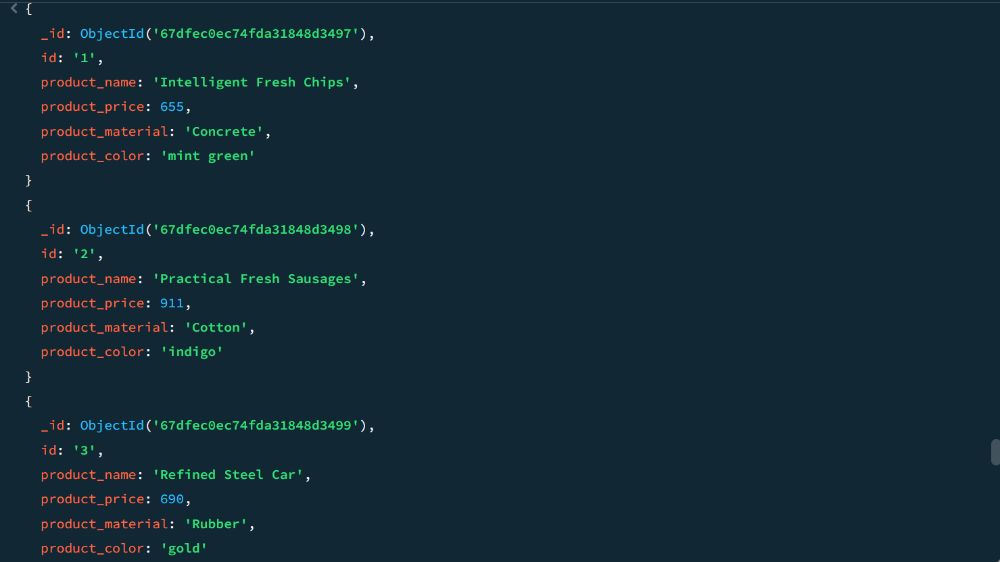 {
_id: ObjectId('67dfec0ec74fda31848d3497'),
id: '1',
product_name: 'Intelligent Fresh Chips',
product_price: 655,
product_material: 'Concrete',
product_color: 'mint green'
}
{
_id: ObjectId('67dfec0ec74fda31848d3498'),
id: '2',
product_name: 'Practical Fresh Sausages',
product_price: 911,
product_material: 'Cotton',
product_color: 'indigo'
}
{
_id: ObjectId('67dfec0ec74fda31848d3499'),
id: '3',
product_name: 'Refined Steel Car',
product_price: 690,
product_material: 'Rubber',
product_color: 'gold'